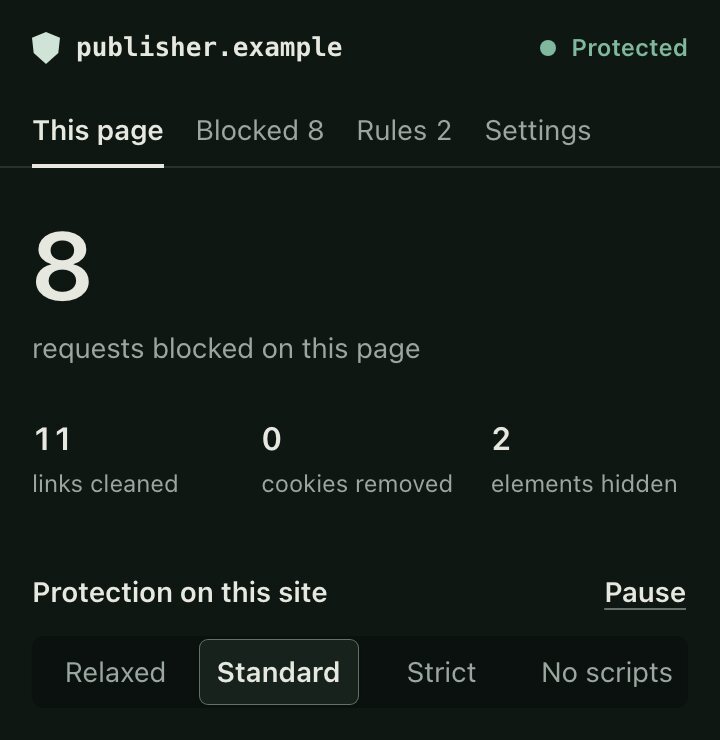 publisher.example Protected
This page Blocked 8 Rules 2 Settings
8
requests blocked on this page
11 0 2
links cleaned cookies removed elements hidden
Protection on this site Pause
Relaxed Standard Strict No scripts